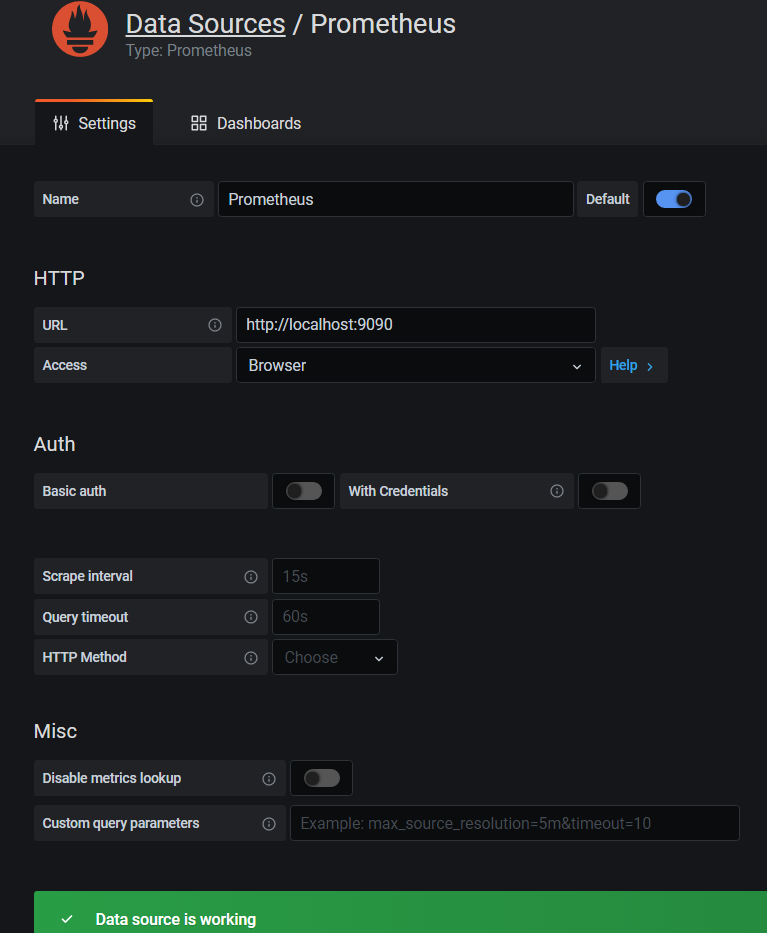 Data Sources / Prometheus
Type: Prometheus
Settings Dashboards
Name Prometheus Default
HTTP
URL http://localhost:9090
Access Browser Help
Auth
Basic auth With Credentials
Scrape interval 15s
Query timeout 60s
HTTP Method Choose
Misc
Disable metrics lookup
Custom query parameters Example: max_source_resolution=5m&timeout=10
Data source is working